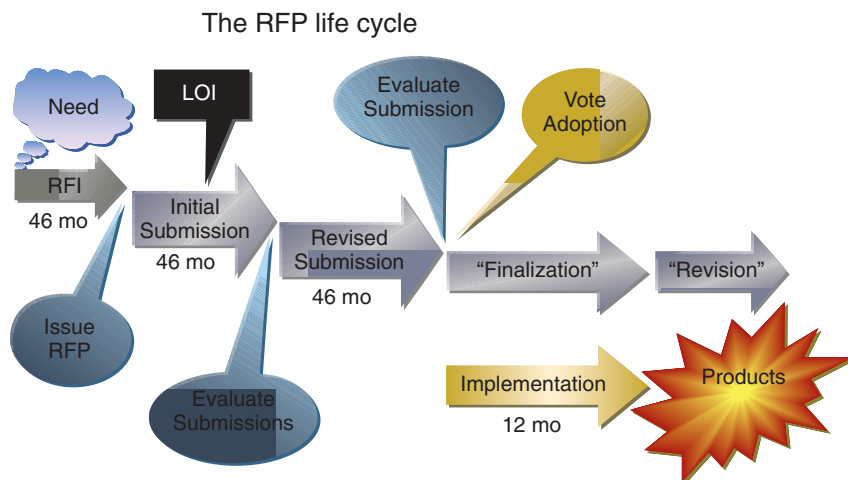 The RFP life cycle
Need
LOI
Evaluate
Submission
Vote
Adoption
RFI
46 mo
Initial
Submission
46 mo
Revised
Submission
46 mo
“Finalization”
“Revision”
Issue
RFP
Evaluate
Submissions
Implementation
12 mo
Products